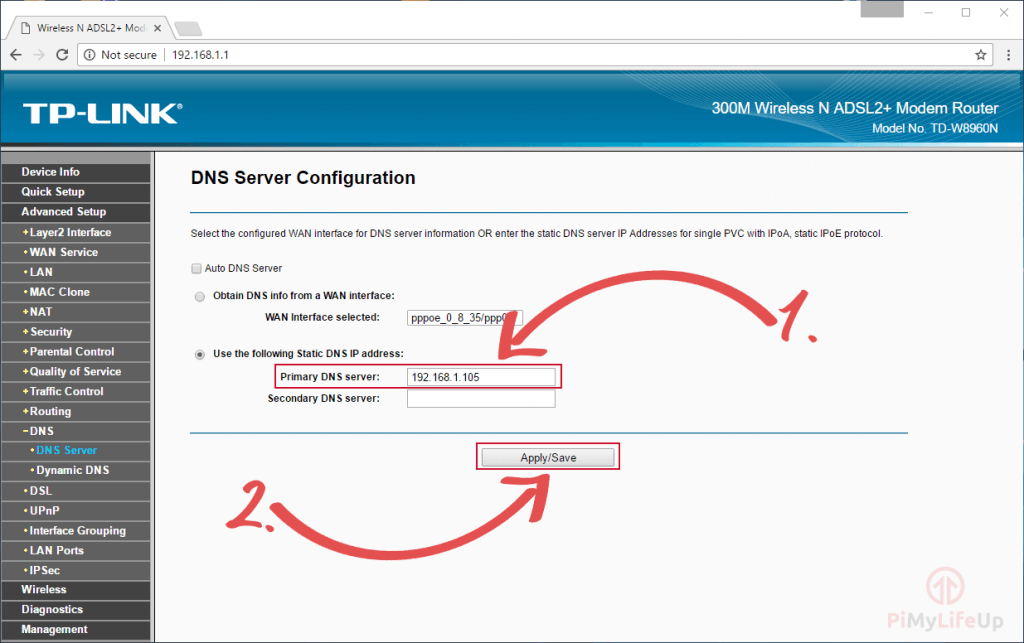 Wireless N ADSL2+ Mod
Not secure
192.168.1.1
TP-LINK®
300M Wireless N ADSL2+ Modem Router
Model No. TD-W8960N
Device Info
Quick Setup
Advanced Setup
+Layer2 Interface
•WAN Service
•LAN
•MAC Clone
+NAT
+Security
+Parental Control
+Quality of Service
+Traffic Control
+Routing
-DNS
•DNS Server
•Dynamic DNS
•DSL
•UPnP
•Interface Grouping
•LAN Ports
•IPSec
Wireless
Diagnostics
Management
DNS Server Configuration
Select the configured WAN interface for DNS server information OR enter the static DNS server IP Addresses for single PVC with IPoA, static IPoE protocol.
Auto DNS Server
Obtain DNS info from a WAN interface:
WAN Interface selected: pppoe_0_8_35/ppp0
1.
Use the following Static DNS IP address:
Primary DNS server: 192.168.1.105
Secondary DNS server:
Apply/Save
2.
PiMyLifeUp